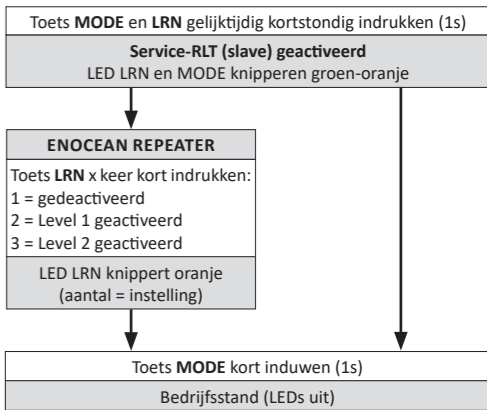 Toets MODE en LRN gelijktijdig kortstondig indrukken (1s)
Service-RLT (slave) geactiveerd
LED LRN en MODE knipperen groen-oranje
ENOCEAN REPEATER
Toets LRN x keer kort indrukken:
1 = gedeactiveerd
2 = Level 1 geactiveerd
3 = Level 2 geactiveerd
LED LRN knippert oranje
(aantal = instelling)
Toets MODE kort induwen (1s)
Bedrijfsstand (LEDs uit)